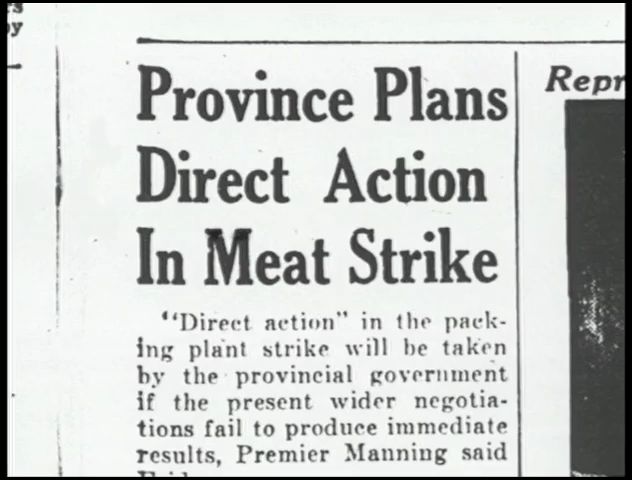 Province Plans
Direct Action
In Meat Strike
"Direct action" in the pack-
ing plant strike will be taken
by the provincial government
if the present wider negotia-
tions fail to produce immediate
results, Premier Manning said
Repr